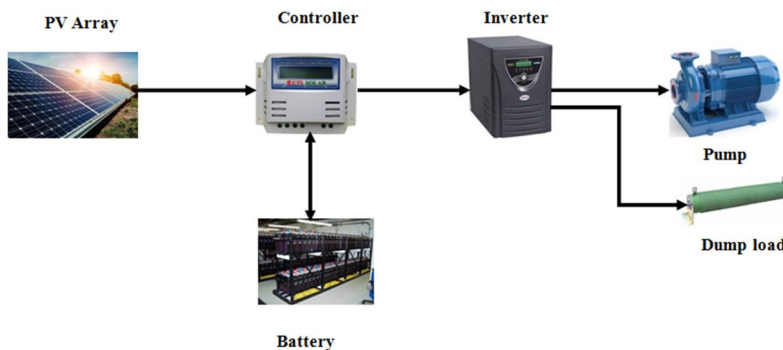 PV Array
Controller
Inverter
Pump
Dump load
Battery